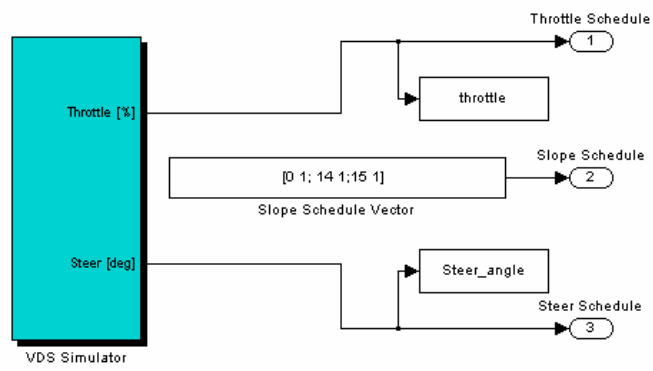 Throttle Schedule
1
Throttle [%]
throttle
Slope Schedule
[0 1; 14 1;15 1]
2
Slope Schedule Vector
Steer [deg]
Steer_angle
Steer Schedule
3
VDS Simulator